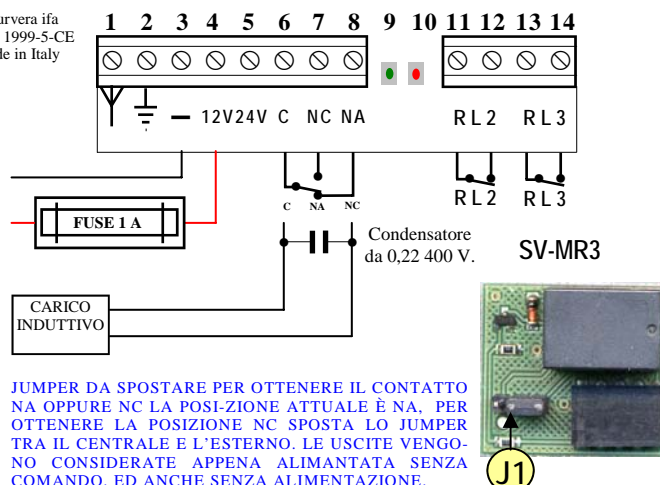 urvera ifa
1999-5-CE
de in Italy
1 2 3 4 5 6 7 8 9 10 11 12 13 14
12V 24V C NC NA RL2 RL3
RL2 RL3
C NA NC
FUSE 1 A
Condensatore
da 0,22 400 V.
SV-MR3
CARICO
INDUTTIVO
JUMPER DA SPOSTARE PER OTTENERE IL CONTATTO
NA OPPURE NC LA POSI-ZIONE ATTUALE È NA, PER
OTTENERE LA POSIZIONE NC SPOSTA LO JUMPER
TRA IL CENTRALE E L'ESTERNO. LE USCITE VENGO-
NO CONSIDERATE APPENA ALIMANTATA SENZA
COMANDO, ED ANCHE SENZA ALIMENTAZIONE.
J1